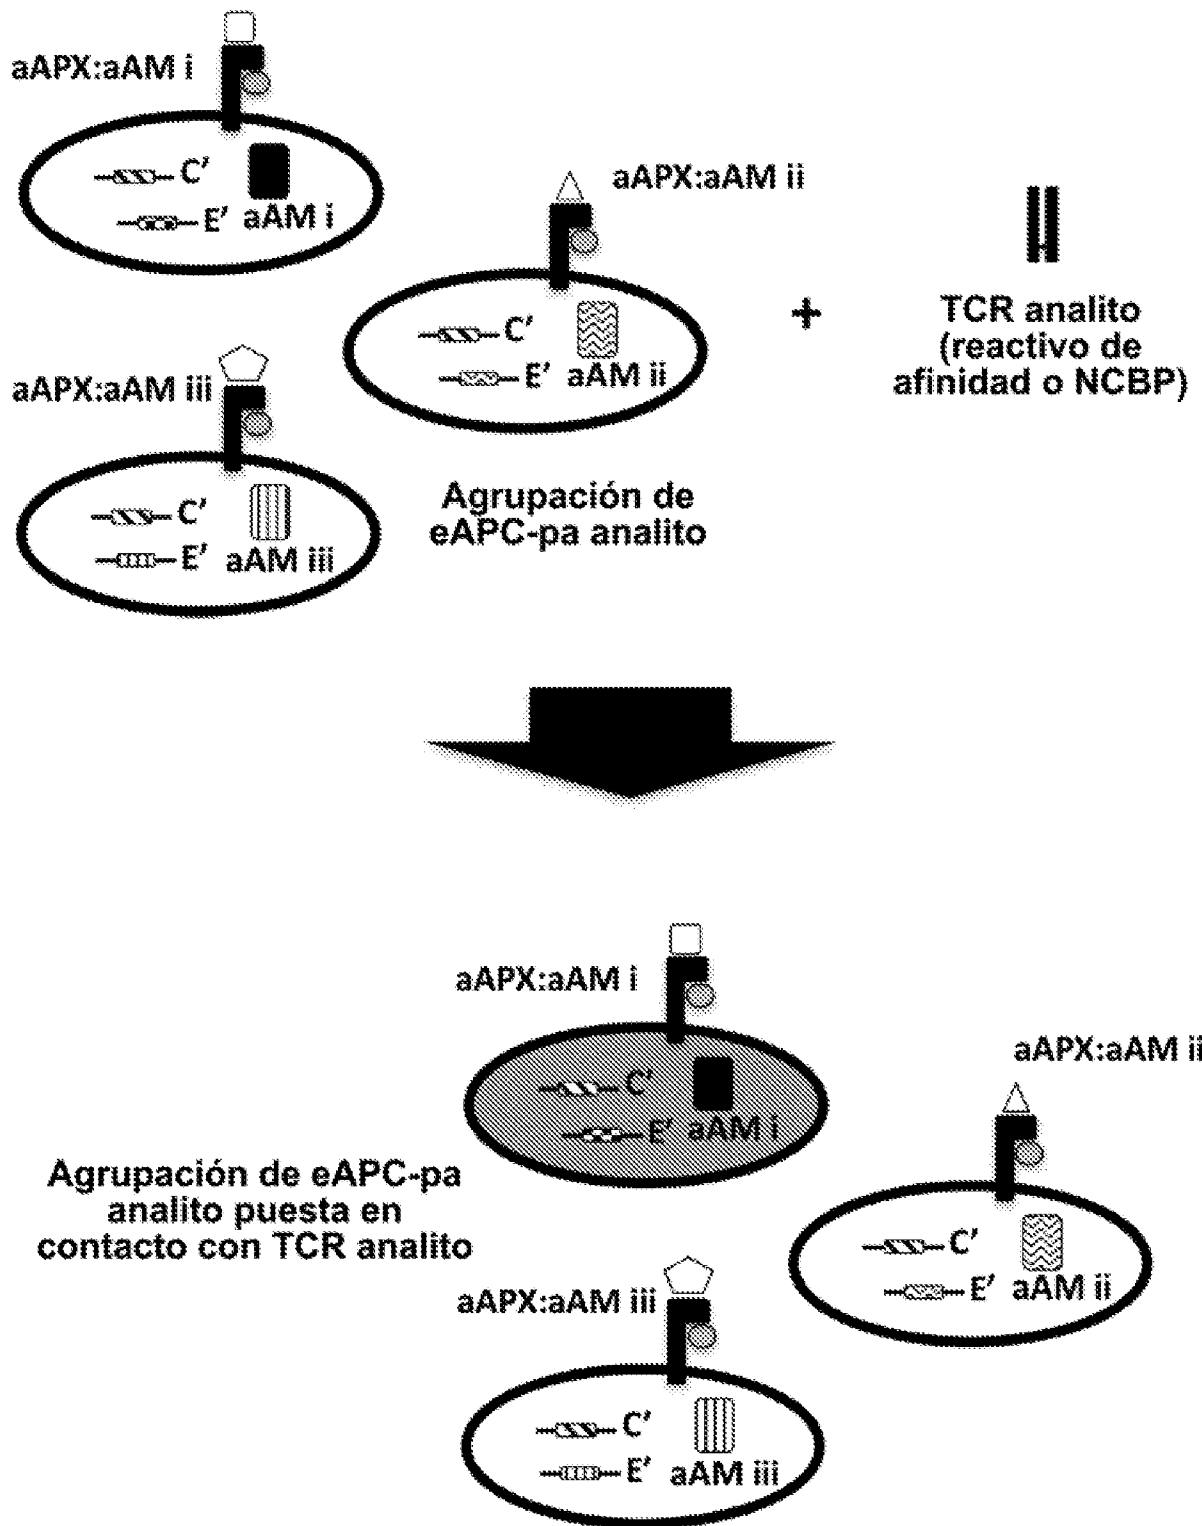 aAPX:aAM i
C'
E' aAM i
aAPX:aAM ii
C'
E' aAM ii
+
TCR analito
(reactivo de
afinidad o NCBP)
aAPX:aAM iii
C'
E' aAM iii
Agrupación de
eAPC-pa analito
aAPX:aAM i
C'
E' aAM i
aAPX:aAM ii
C'
E' aAM ii
Agrupación de eAPC-pa
analito puesta en
contacto con TCR analito
aAPX:aAM iii
C'
E' aAM iii